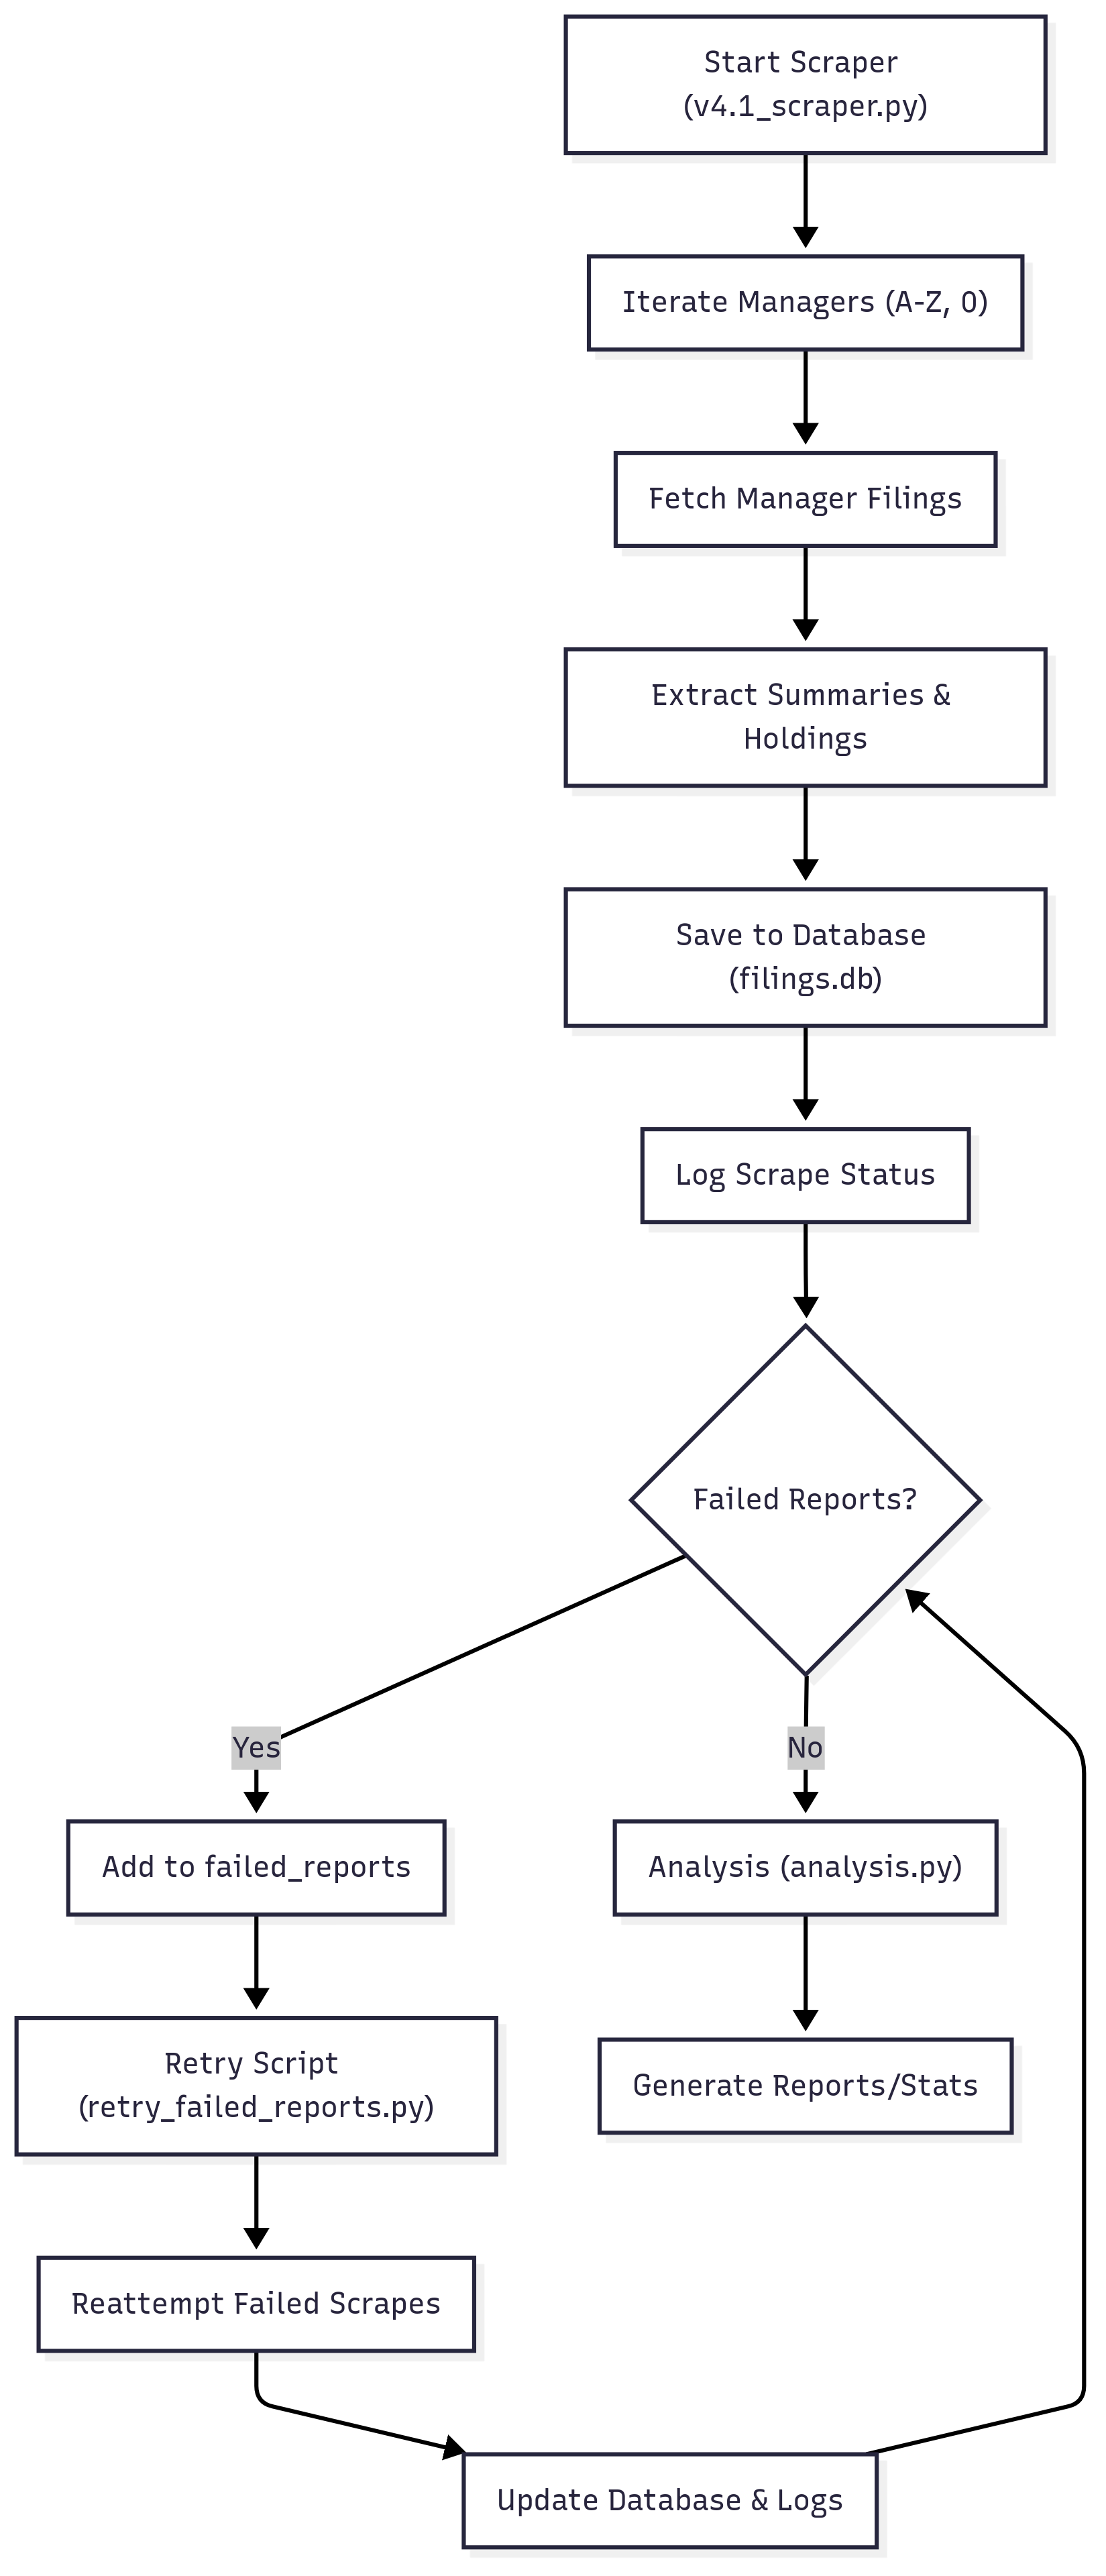 Start Scraper
(v4.1_scraper.py)
Iterate Managers (A-Z, 0)
Fetch Manager Filings
Extract Summaries &
Holdings
Save to Database
(filings.db)
Log Scrape Status
Failed Reports?
Yes
No
Add to failed_reports
Analysis (analysis.py)
Retry Script
(retry_failed_reports.py)
Generate Reports/Stats
Reattempt Failed Scrapes
Update Database & Logs